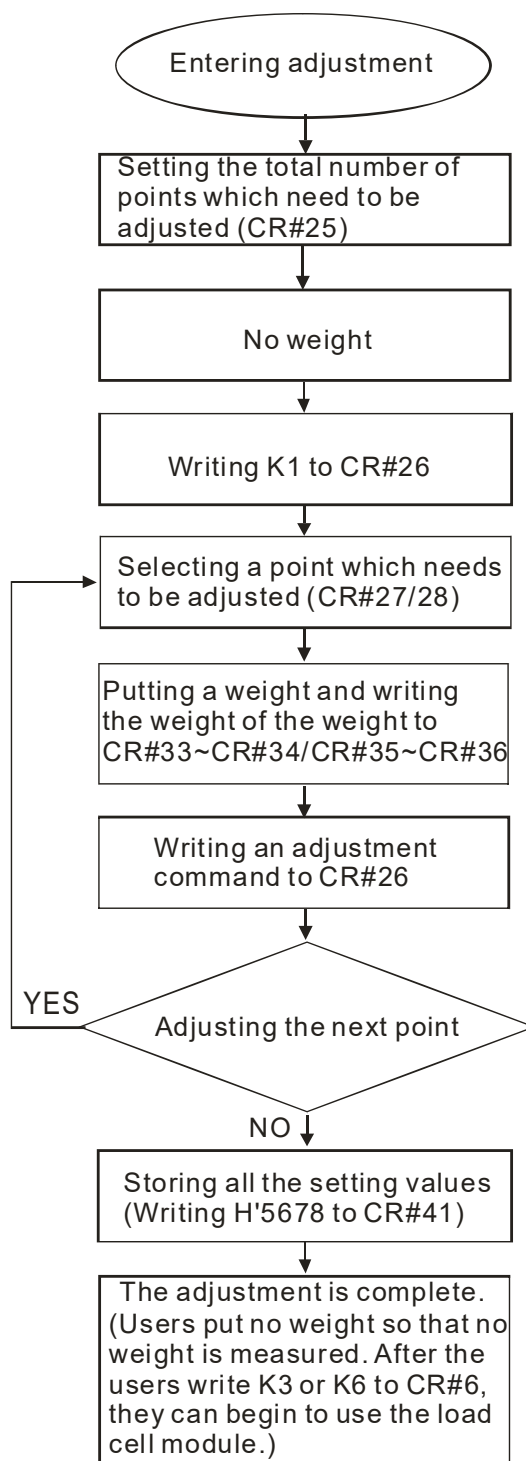 Entering adjustment
Setting the total number of
points which need to be
adjusted (CR#25)
No weight
Writing K1 to CR#26
Selecting a point which needs
to be adjusted (CR#27/28)
Putting a weight and writing
the weight of the weight to
CR#33~CR#34/CR#35~CR#36
Writing an adjustment
command to CR#26
YES
Adjusting the next point
NO
Storing all the setting values
(Writing H'5678 to CR#41)
The adjustment is complete.
(Users put no weight so that no
weight is measured. After the
users write K3 or K6 to CR#6,
they can begin to use the load
cell module.)